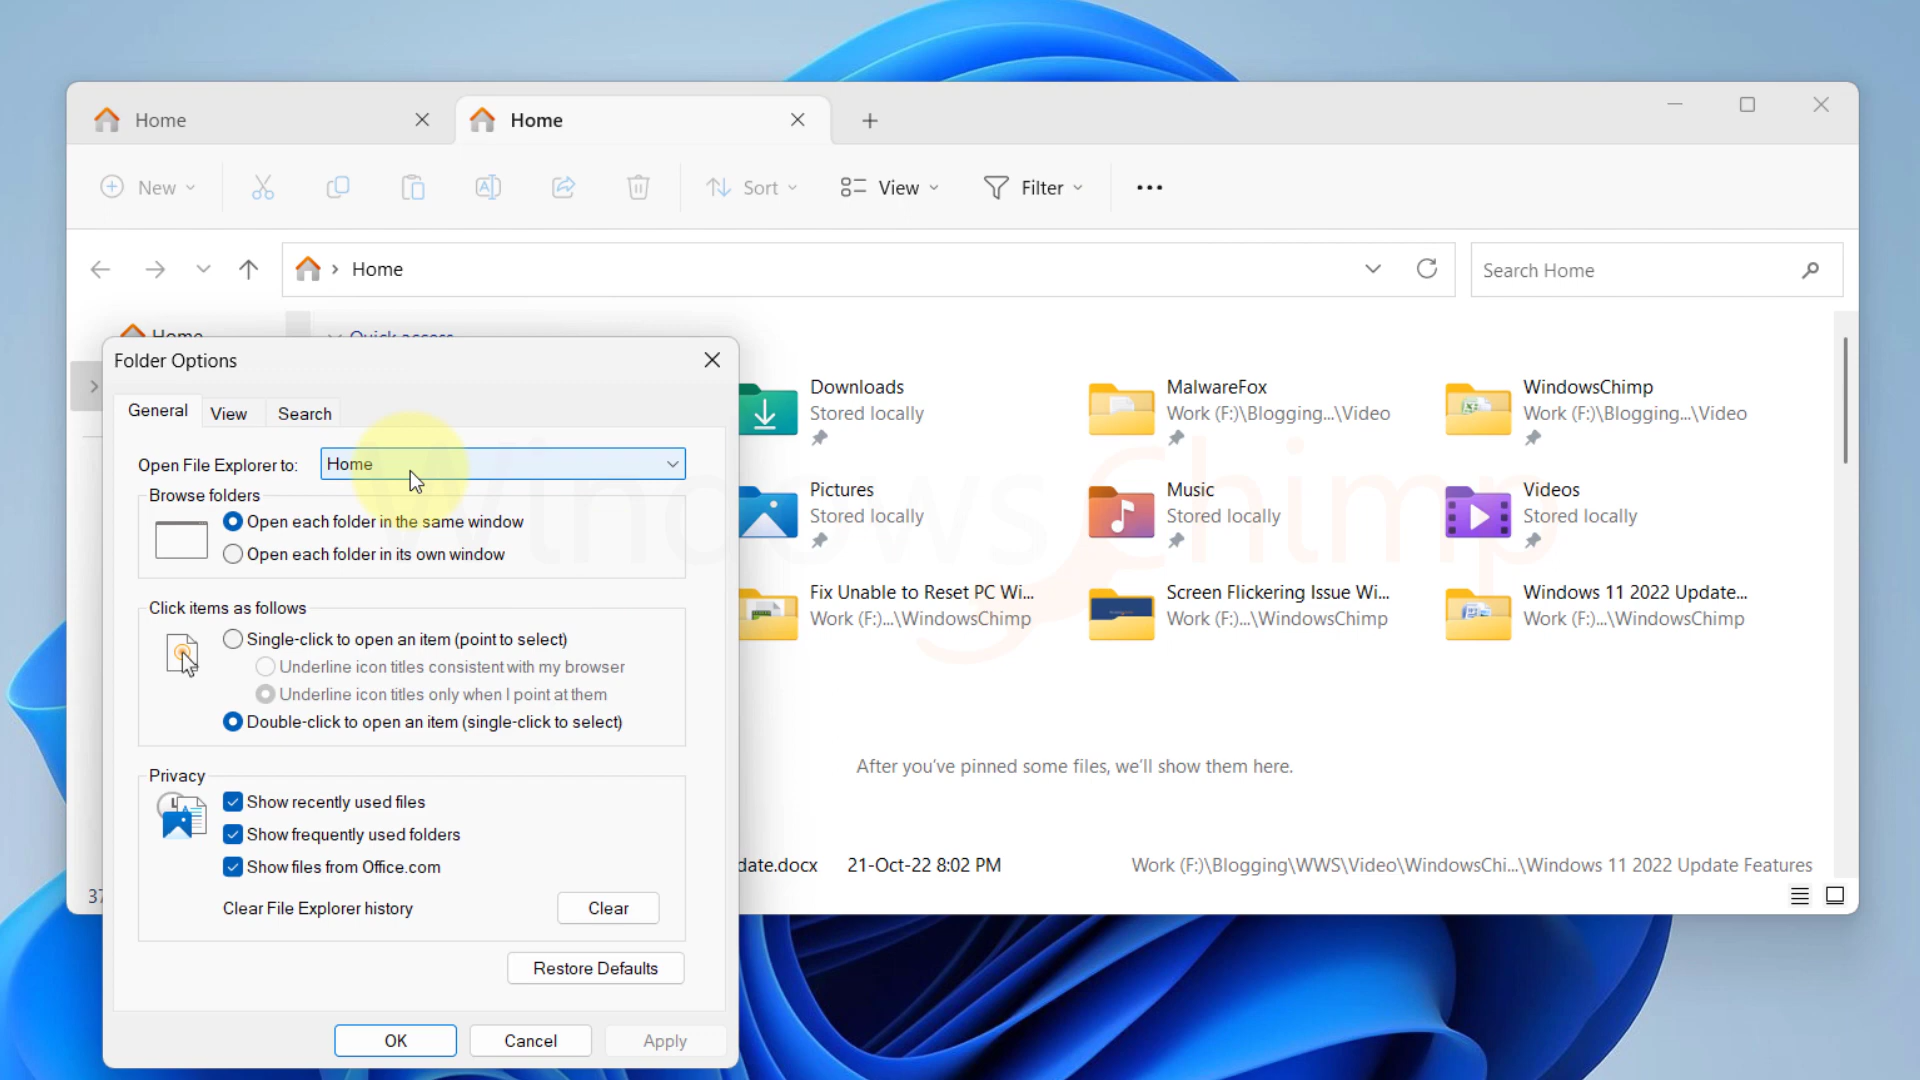 Home
Home
New
Sort
View
Filter
Home
Search Home
Home
Quick access
Folder Options
General
View
Search
Open File Explorer to:
Home
Browse folders
Open each folder in the same window
Open each folder in its own window
Click items as follows
Single-click to open an item (point to select)
Underline icon titles consistent with my browser
Underline icon titles only when I point at them
Double-click to open an item (single-click to select)
Privacy
Show recently used files
Show frequently used folders
Show files from Office.com
Clear File Explorer history
Clear
Restore Defaults
OK
Cancel
Apply
Downloads
Stored locally
MalwareFox
Work (F:)\Blogging...\Video
WindowsChimp
Work (F:)\Blogging...\Video
Pictures
Stored locally
Music
Stored locally
Videos
Stored locally
Fix Unable to Reset PC Wi...
Work (F:)...\WindowsChimp
Screen Flickering Issue Wi...
Work (F:)...\WindowsChimp
Windows 11 2022 Update...
Work (F:)...\WindowsChimp
After you've pinned some files, we'll show them here.
date.docx
21-Oct-22 8:02 PM
Work (F:)\Blogging\WWS\Video\WindowsChi...\Windows 11 2022 Update Features
Windows Chimp